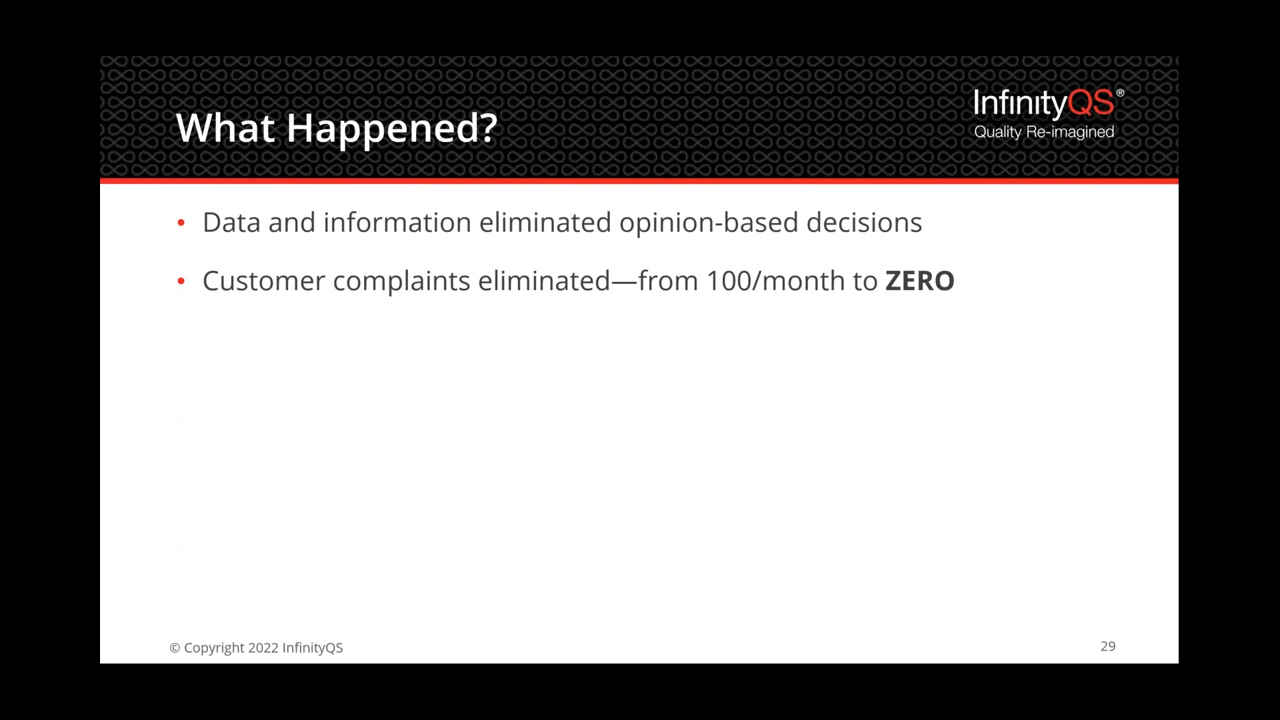 What Happened?
InfinityQS®
Quality Re-imagined
• Data and information eliminated opinion-based decisions
• Customer complaints eliminated—from 100/month to ZERO
© Copyright 2022 InfinityQS
29